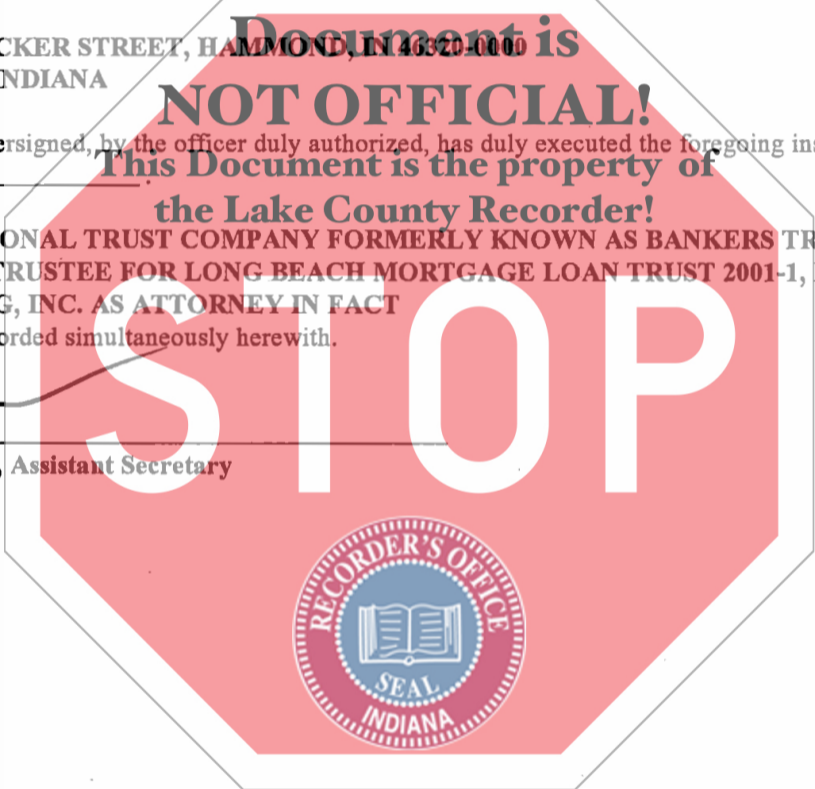 Document is
CKER STREET, HAMMOND, IN 46320-0000
NDIANA
NOT OFFICIAL!
ersigned, by the officer duly authorized, has duly executed the foregoing ins
This Document is the property of
the Lake County Recorder!
ONAL TRUST COMPANY FORMERLY KNOWN AS BANKERS TR
TRUSTEE FOR LONG BEACH MORTGAGE LOAN TRUST 2001-1,
G, INC. AS ATTORNEY IN FACT
orded simultaneously herewith.
STOP
, Assistant Secretary
RECORDER'S OFFICE
SEAL
INDIANA